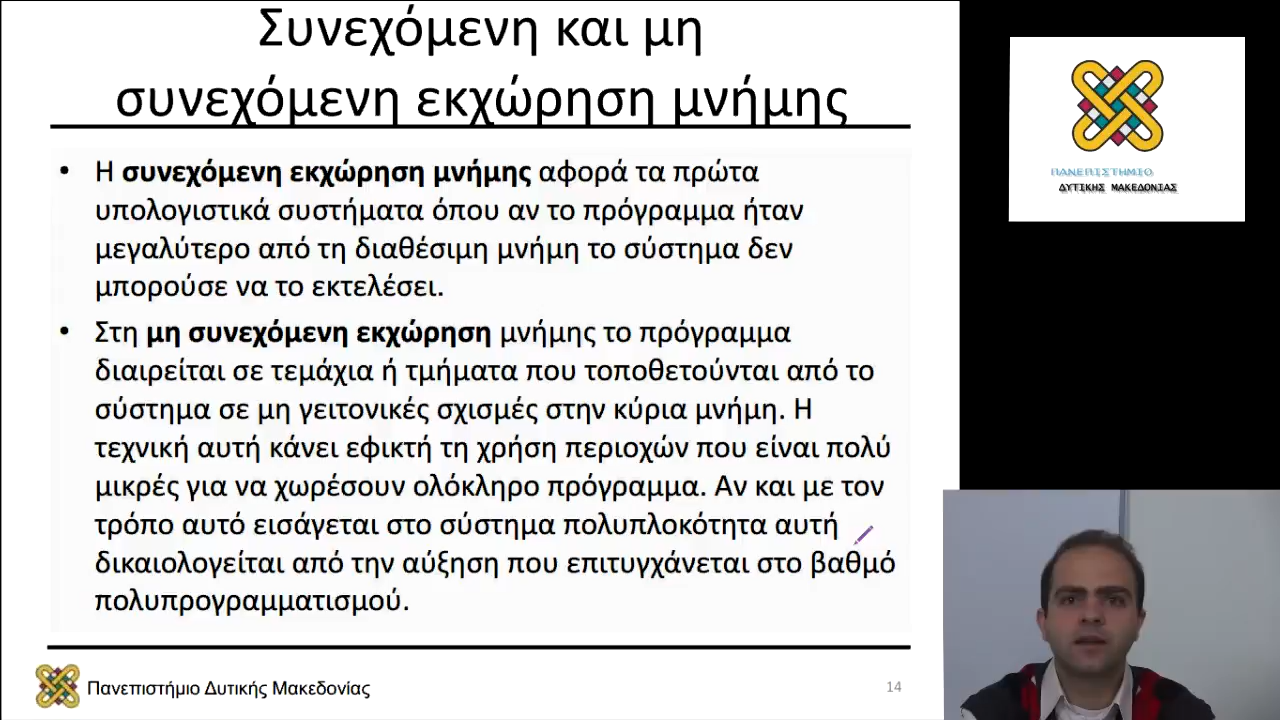 Συνεχόμενη και μη
συνεχόμενη εκχώρηση μνήμης
• Η συνεχόμενη εκχώρηση μνήμης αφορά τα πρώτα
υπολογιστικά συστήματα όπου αν το πρόγραμμα ήταν
μεγαλύτερο από τη διαθέσιμη μνήμη το σύστημα δεν
μπορούσε να το εκτελέσει.
• Στη μη συνεχόμενη εκχώρηση μνήμης το πρόγραμμα
διαιρείται σε τεμάχια ή τμήματα που τοποθετούνται από το
σύστημα σε μη γειτονικές σχισμές στην κύρια μνήμη. Η
τεχνική αυτή κάνει εφικτή τη χρήση περιοχών που είναι πολύ
μικρές για να χωρέσουν ολόκληρο πρόγραμμα. Αν και με τον
τρόπο αυτό εισάγεται στο σύστημα πολυπλοκότητα αυτή
δικαιολογείται από την αύξηση που επιτυγχάνεται στο βαθμό
πολυπρογραμματισμού.
Πανεπιστήμιο Δυτικής Μακεδονίας
14
ΠΑΝΕΠΙΣΤΗΜΙΟ
ΔΥΤΙΚΗΣ ΜΑΚΕΔΟΝΙΑΣ